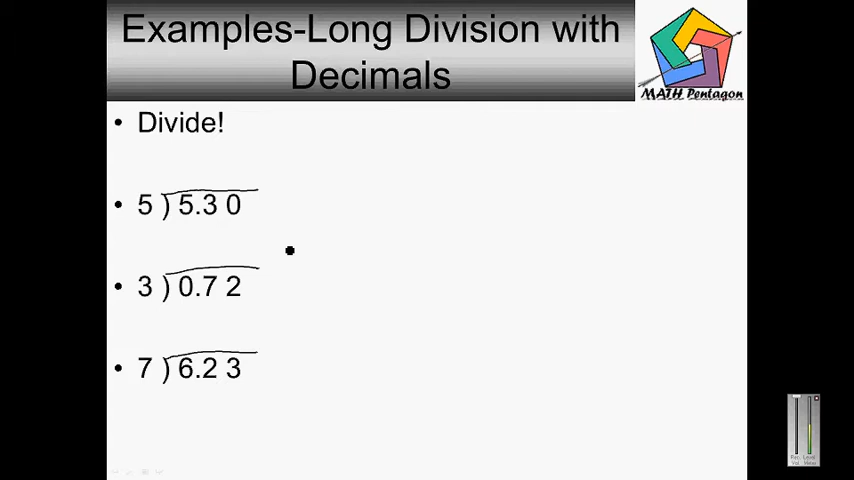 Examples-Long Division with
Decimals
MATH Pentagon
• Divide!
• 5 ) 5.3 0
• 3 ) 0.7 2
• 7 ) 6.2 3